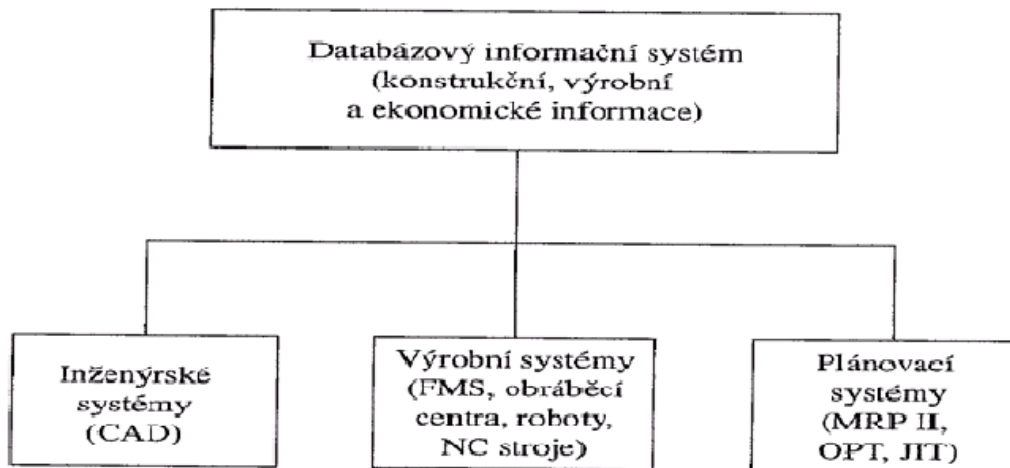 Databázový informační systém
(konstrukční, výrobní
a ekonomické informace)
Inženýrské
systémy
(CAD)
Výrobní systémy
(FMS, obráběcí
centra, roboty,
NC stroje)
Plánovací
systémy
(MRP II,
OPT, JIT)